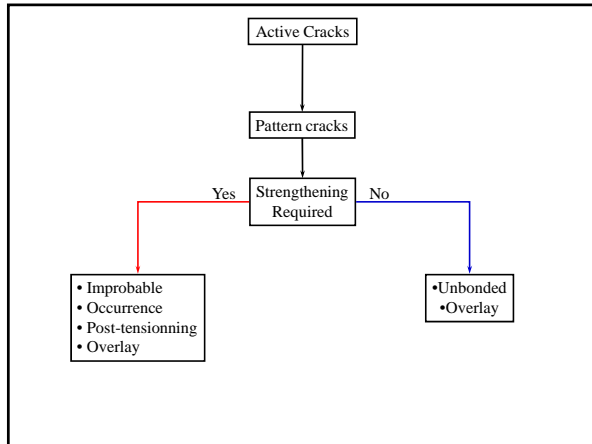 Active Cracks
Pattern cracks
Yes
Strengthening
Required
No
• Improbable
• Occurrence
• Post-tensionning
• Overlay
•Unbonded
•Overlay